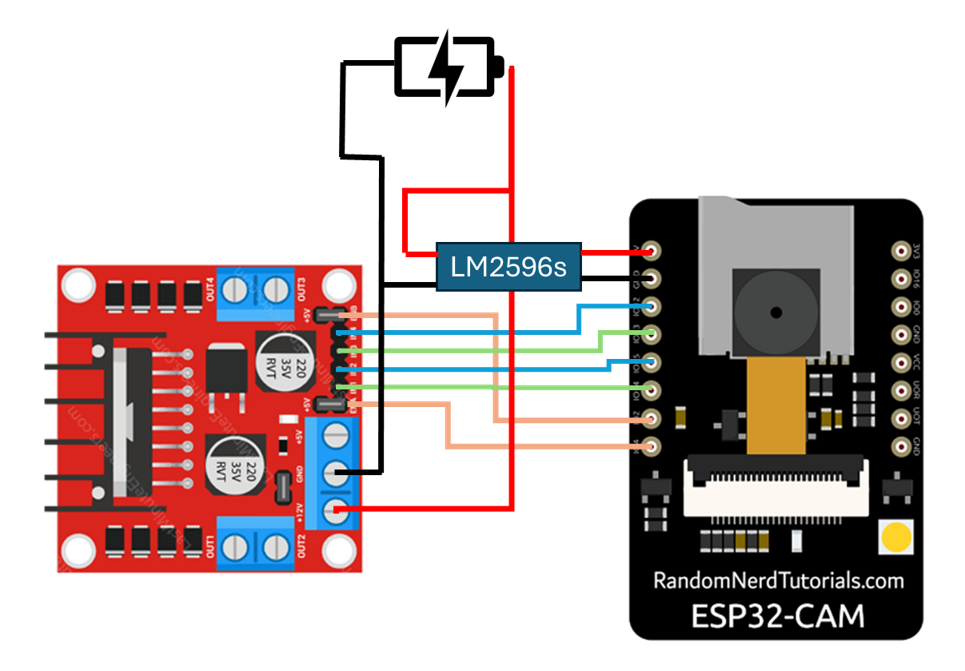 LM2596s
OUT4
OUT3
+5V
220
35V
RVT
+5V
220
35V
RVT
+5V
GND
+12V
OUT1
OUT2
3V3
IO16
IO0
GND
VCC
UOR
UOT
GND
RandomNerdTutorials.com
ESP32-CAM